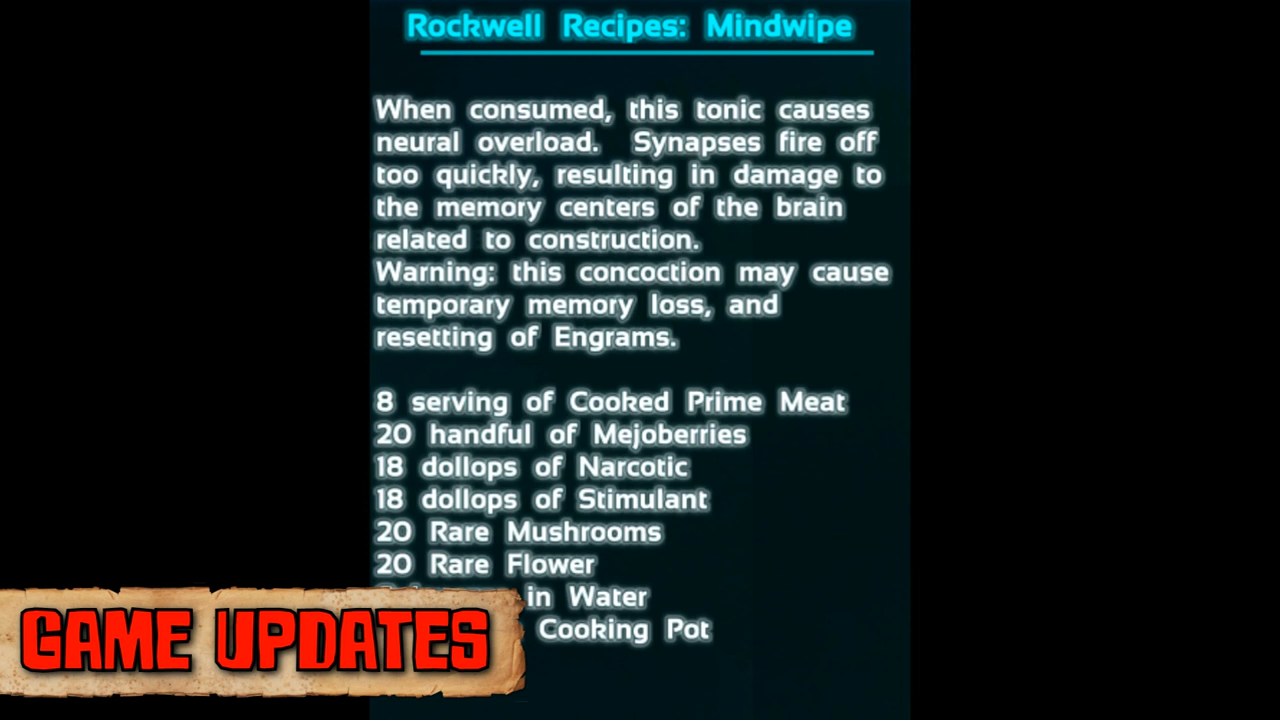 Rockwell Recipes: Mindwipe
When consumed, this tonic causes
neural overload. Synapses fire off
too quickly, resulting in damage to
the memory centers of the brain
related to construction.
Warning: this concoction may cause
temporary memory loss, and
resetting of Engrams.
8 serving of Cooked Prime Meat
20 handful of Mejoberries
18 dollops of Narcotic
18 dollops of Stimulant
20 Rare Mushrooms
20 Rare Flower
in Water
Cooking Pot
GAME UPDATES